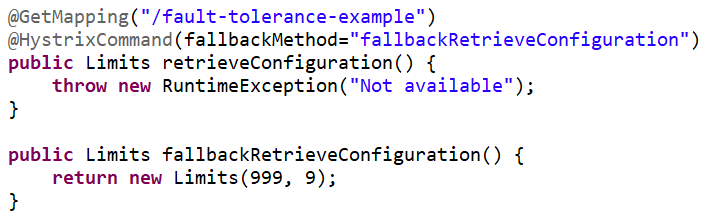 @GetMapping("/fault-tolerance-example")
@HystrixCommand(fallbackMethod="fallbackRetrieveConfiguration")
public Limits retrieveConfiguration() {
    throw new RuntimeException("Not available");
}

public Limits fallbackRetrieveConfiguration() {
    return new Limits(999, 9);
}